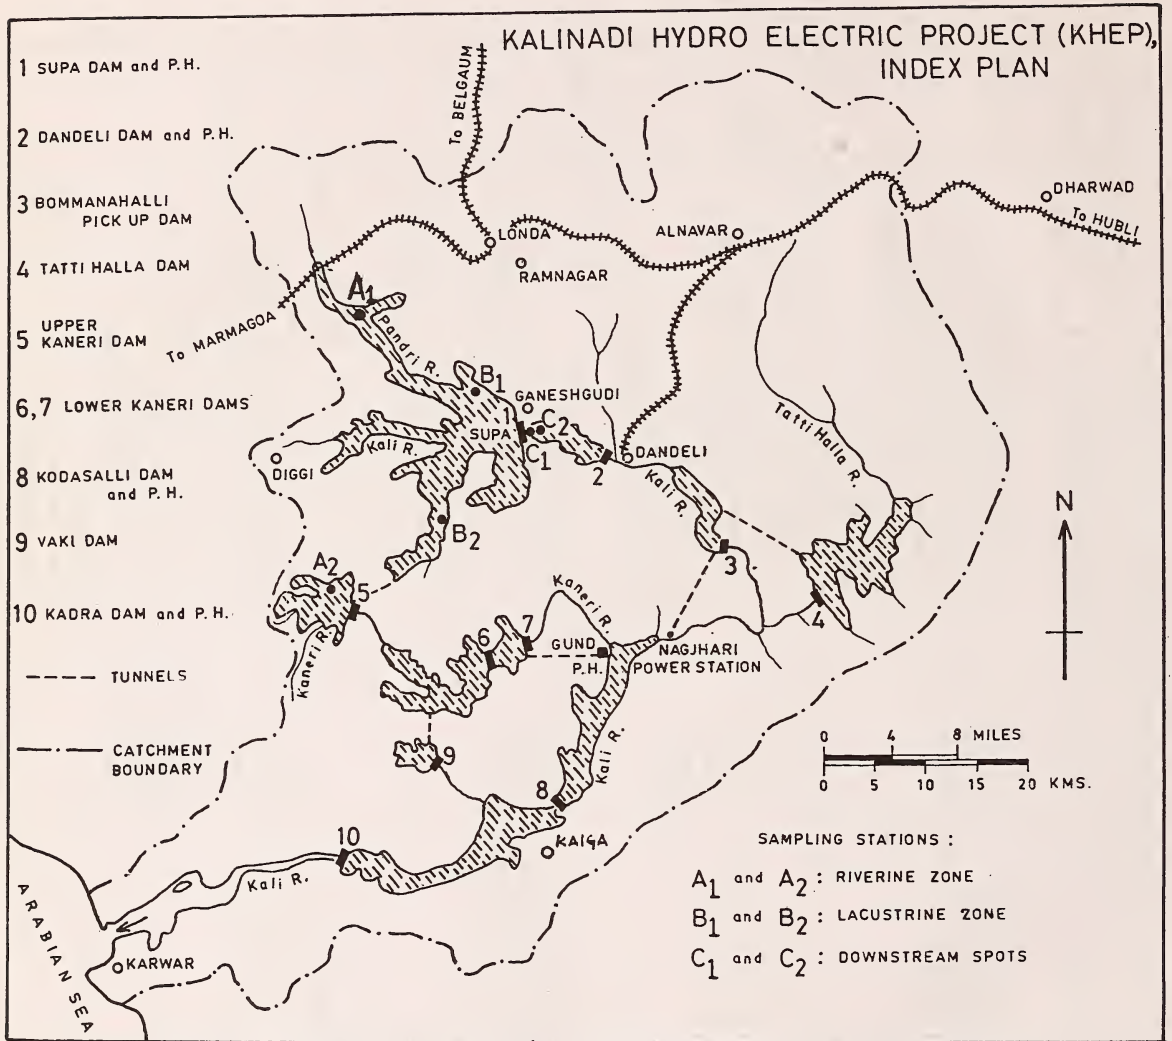 KALINADI HYDRO ELECTRIC PROJECT (KHEP),
INDEX PLAN
1 SUPA DAM and P.H.
2 DANDELI DAM and P.H.
3 BOMMANAHALLI
PICK UP DAM
4 TATTI HALLA DAM
5 UPPER
KANERI DAM
6,7 LOWER KANERI DAMS
8 KODASALLI DAM
and P.H.
9 VAKI DAM
10 KADRA DAM and P.H.
TUNNELS
CATCHMENT
BOUNDARY
To BELGAUM
DHARWAD
To HUBLI
LONDA
ALNAVAR
RAMNAGAR
To MARMAGOA
A1
Pandri R.
B1
GANESHGUDI
1
C2
SUPA
C1
Kali R.
DIGGI
2
DANDELI
Kali R.
Tatti Halla R.
B2
N
A2
5
3
4
Kaneri R.
Kaneri R.
6
7
GUND
P.H.
NAGJHARI
POWER STATION
9
8
Kali R.
KAIGA
10
Kali R.
ARABIAN SEA
KARWAR
0 4 8 MILES
0 5 10 15 20 KMS.
SAMPLING STATIONS :
A1 and A2 : RIVERINE ZONE
B1 and B2 : LACUSTRINE ZONE
C1 and C2 : DOWNSTREAM SPOTS